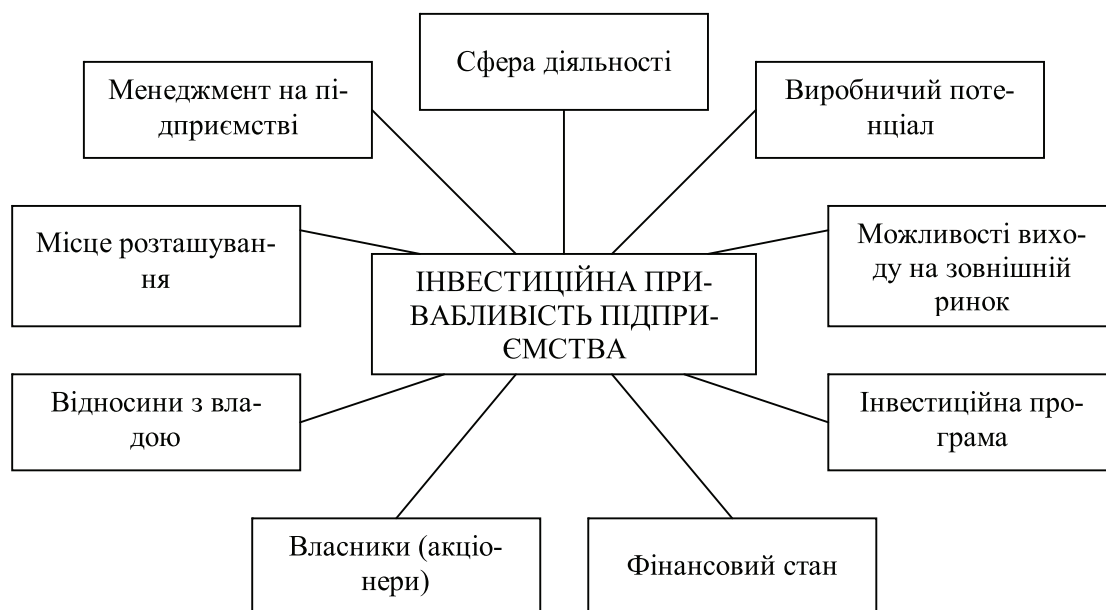 Сфера діяльності
Менеджмент на пі-
дприємстві
Виробничий поте-
нціал
Місце розташуван-
ня
Можливості вихо-
ду на зовнішній
ринок
ІНВЕСТИЦІЙНА ПРИ-
ВАБЛИВІСТЬ ПІДПРИ-
ЄМСТВА
Відносини з вла-
дою
Інвестиційна про-
грама
Власники (акціо-
нери)
Фінансовий стан